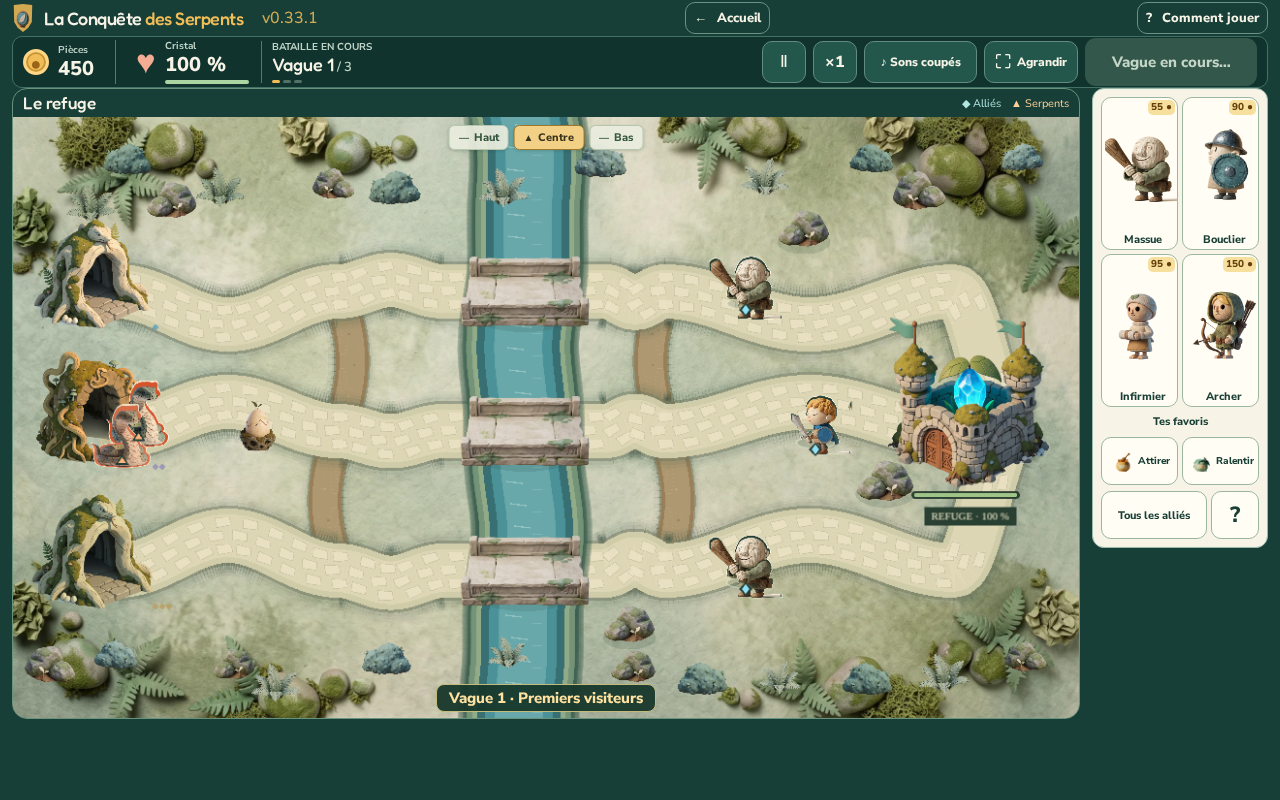 La Conquête des Serpents v0.33.1
← Accueil
? Comment jouer
Pièces
450
Cristal
100 %
BATAILLE EN COURS
Vague 1 / 3
×1
♪ Sons coupés
Agrandir
Vague en cours...
Le refuge
◆ Alliés ▲ Serpents
— Haut
▲ Centre
— Bas
55
Massue
90
Bouclier
95
Infirmier
150
Archer
Tes favoris
Attirer
Ralentir
Tous les alliés
?
REFUGE · 100 %
Vague 1 · Premiers visiteurs